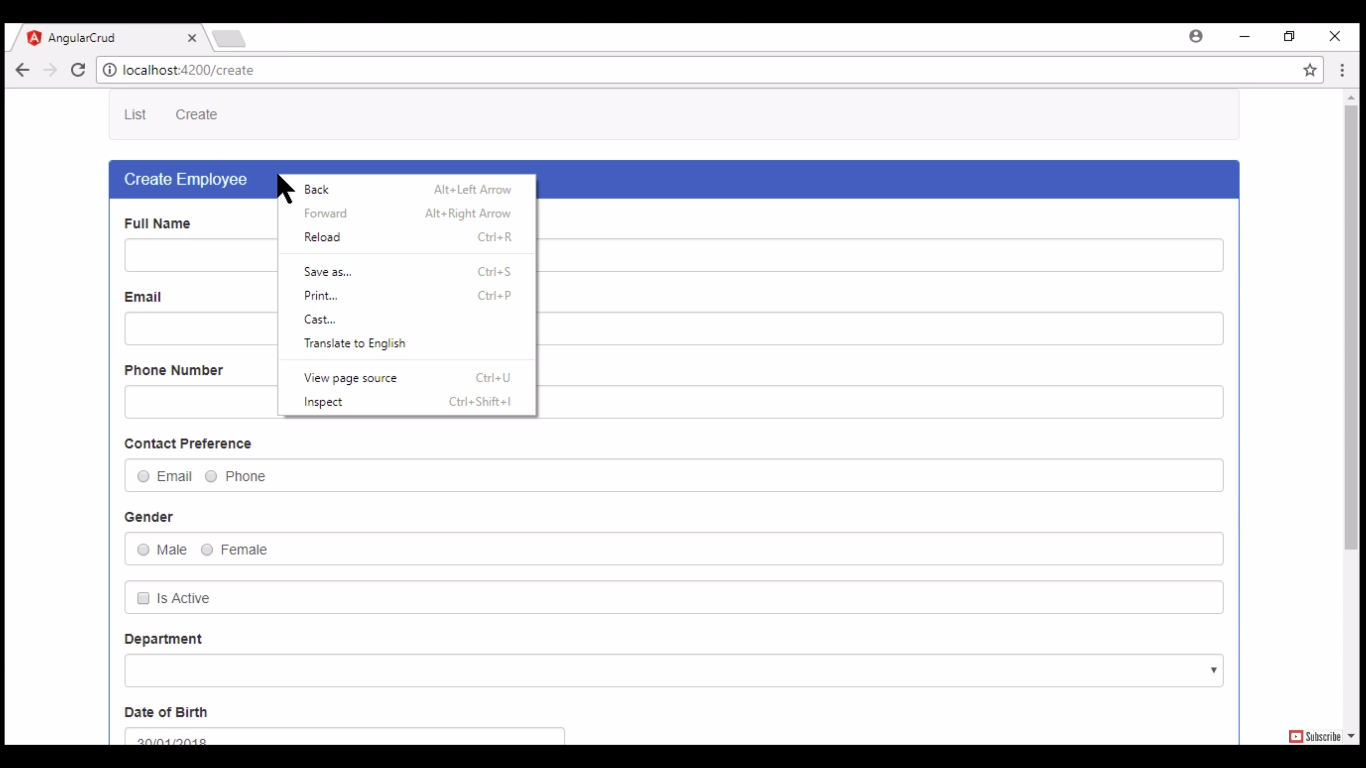 AngularCrud
localhost:4200/create
List Create
Create Employee
Back Alt+Left Arrow
Forward Alt+Right Arrow
Reload Ctrl+R
Save as... Ctrl+S
Print... Ctrl+P
Cast...
Translate to English
View page source Ctrl+U
Inspect Ctrl+Shift+I
Full Name
Email
Phone Number
Contact Preference
Email Phone
Gender
Male Female
Is Active
Department
Date of Birth
30/01/2018
Subscribe